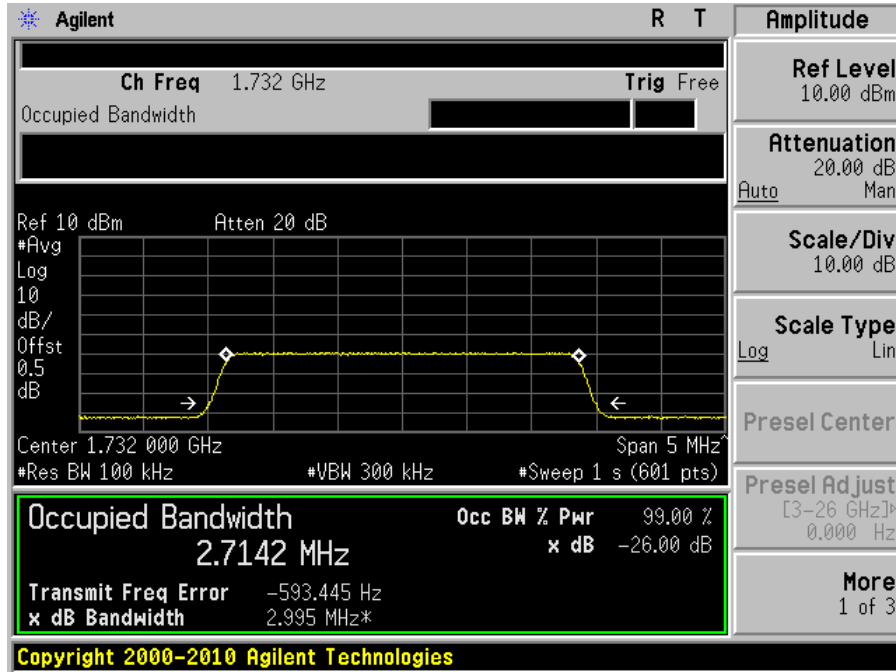 Agilent R T
Ch Freq 1.732 GHz Trig Free
Occupied Bandwidth
Ref 10 dBm Atten 20 dB
#Avg
Log
10
dB/
Offst
0.5
dB
Center 1.732 000 GHz Span 5 MHz^
#Res BW 100 kHz #VBW 300 kHz #Sweep 1 s (601 pts)
Occupied Bandwidth Occ BW % Pwr 99.00 %
2.7142 MHz x dB -26.00 dB
Transmit Freq Error -593.445 Hz
x dB Bandwidth 2.995 MHz*
Copyright 2000-2010 Agilent Technologies
Amplitude
Ref Level
10.00 dBm
Attenuation
20.00 dB
Auto Man
Scale/Div
10.00 dB
Scale Type
Log Lin
Presel Center
Presel Adjust
[3-26 GHz]
0.000 Hz
More
1 of 3